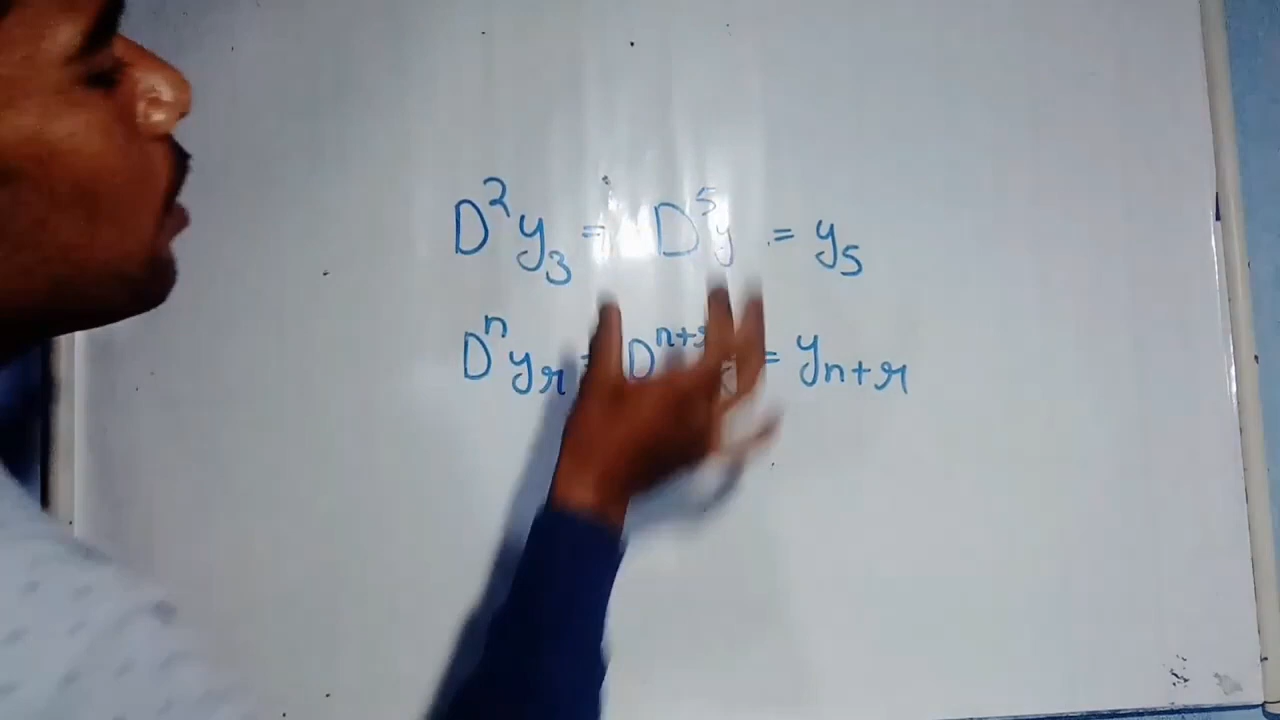 D²y₃ = D⁵y = y₅
Dⁿyᵣ = Dⁿ⁺ʳ = yₙ₊ᵣ